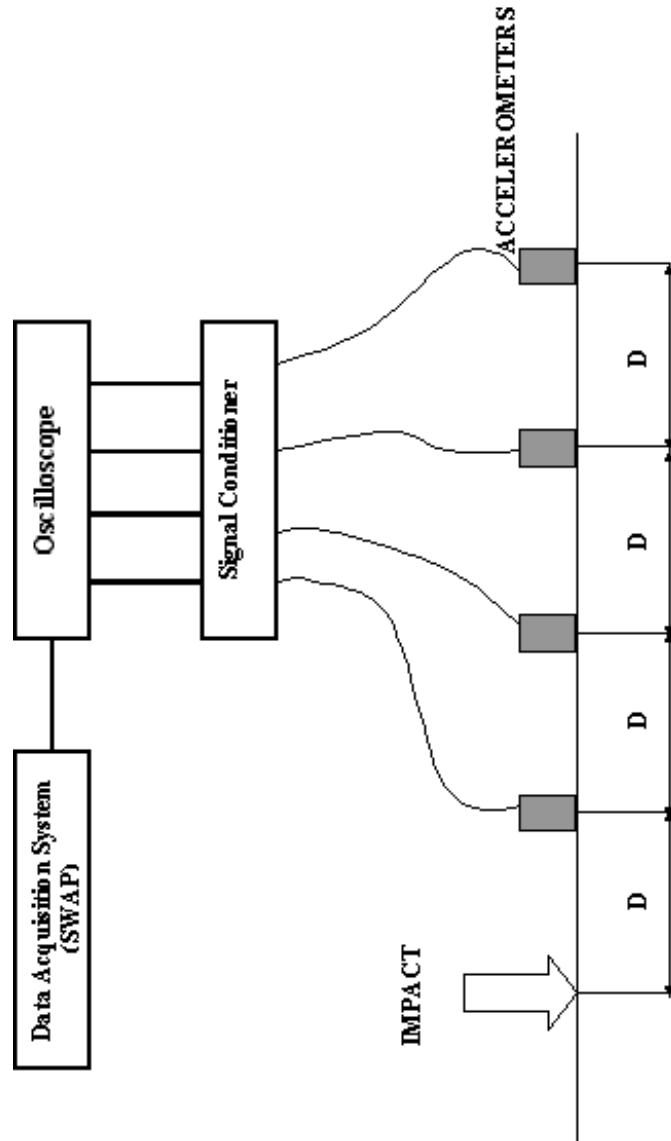 Data Acquisition System
(SWAP)
Oscilloscope
Signal Conditioner
IMPACT
ACCELEROMETERS
D
D
D
D